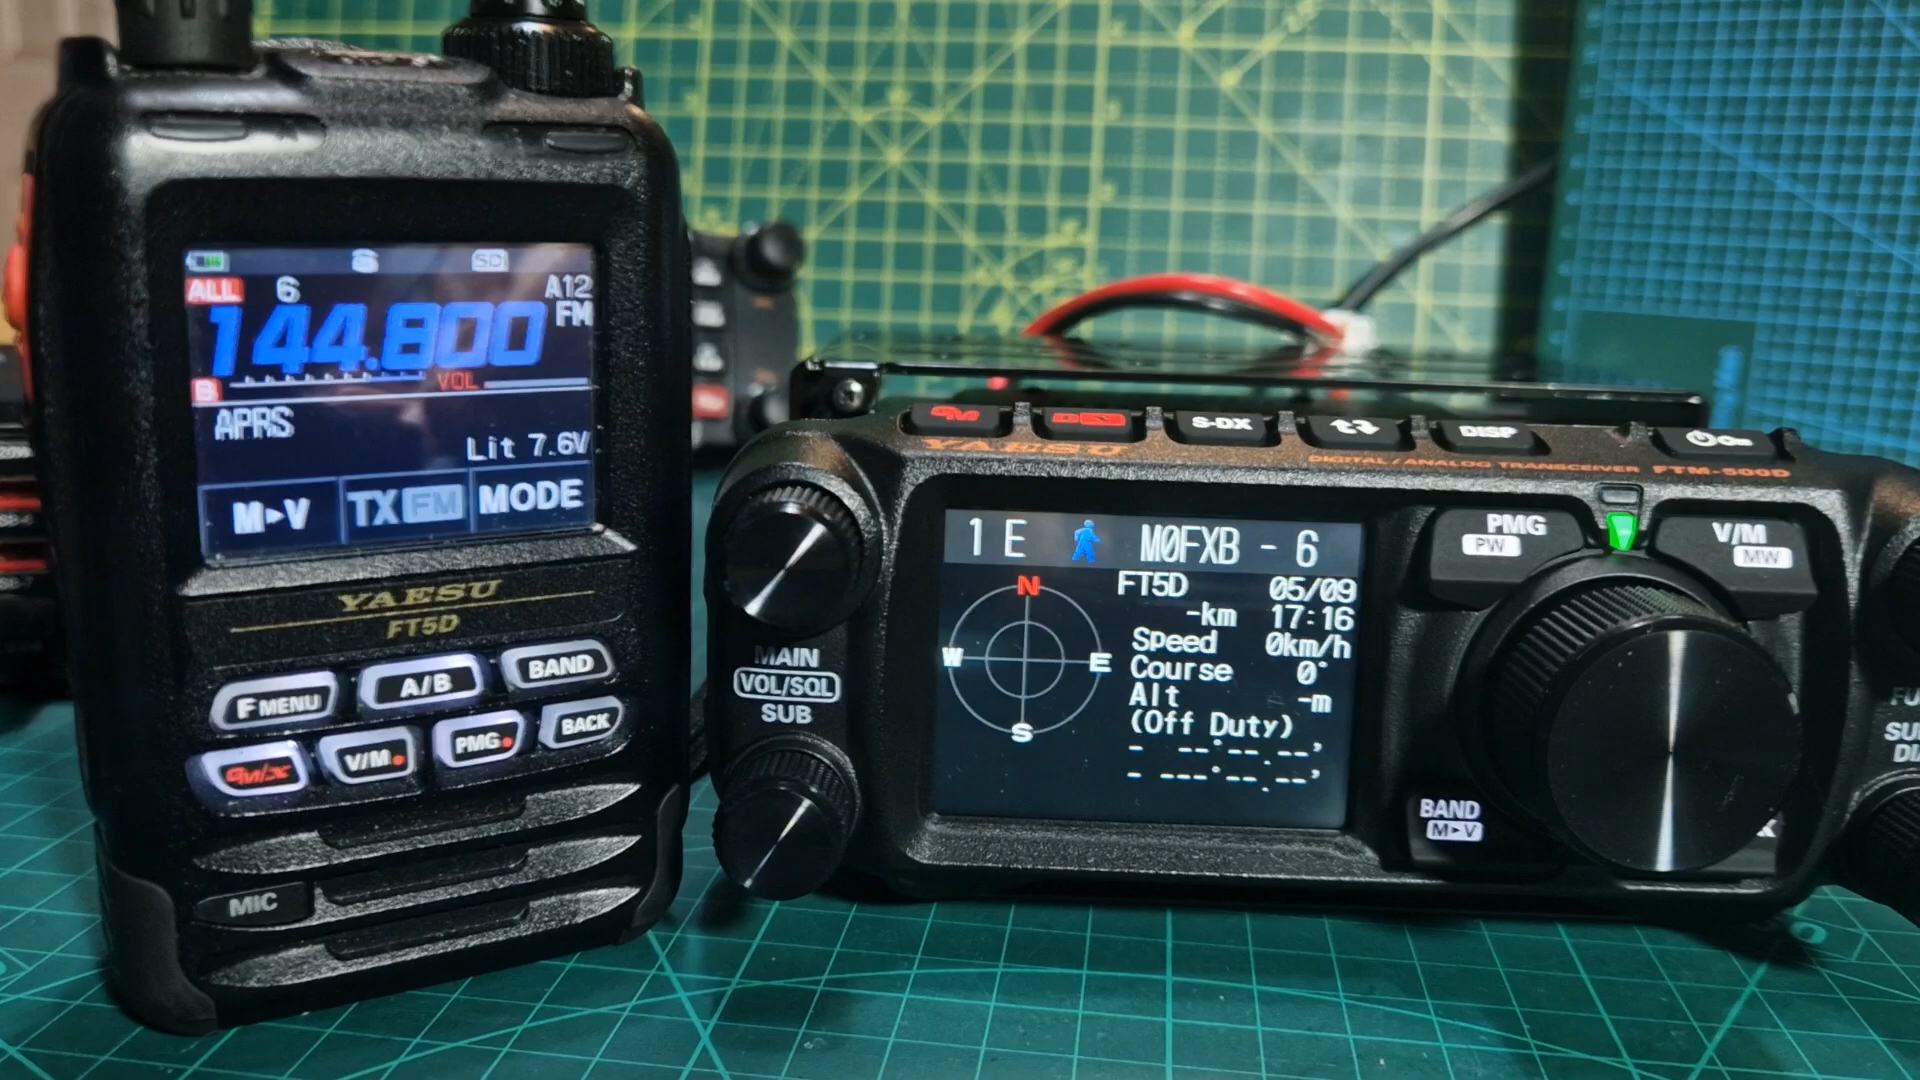 SD
ALL 6 A12
144.800 FM
B VOL
APRS
Lit 7.6V
M►V TX FM MODE
YAESU
FT5D
F MENU A/B BAND
V/M PMG BACK
MIC
S-DX DISP
YAESU
DIGITAL/ANALOG TRANSCEIVER FTM-500D
MAIN
VOL/SQL
SUB
1 E M0FXB - 6
N
W E
S
FT5D 05/09
-km 17:16
Speed 0km/h
Course 0°
Alt -m
(Off Duty)
- --°--.--'
- ---°--.--'
PMG
PW
V/M
MW
BAND
M►V